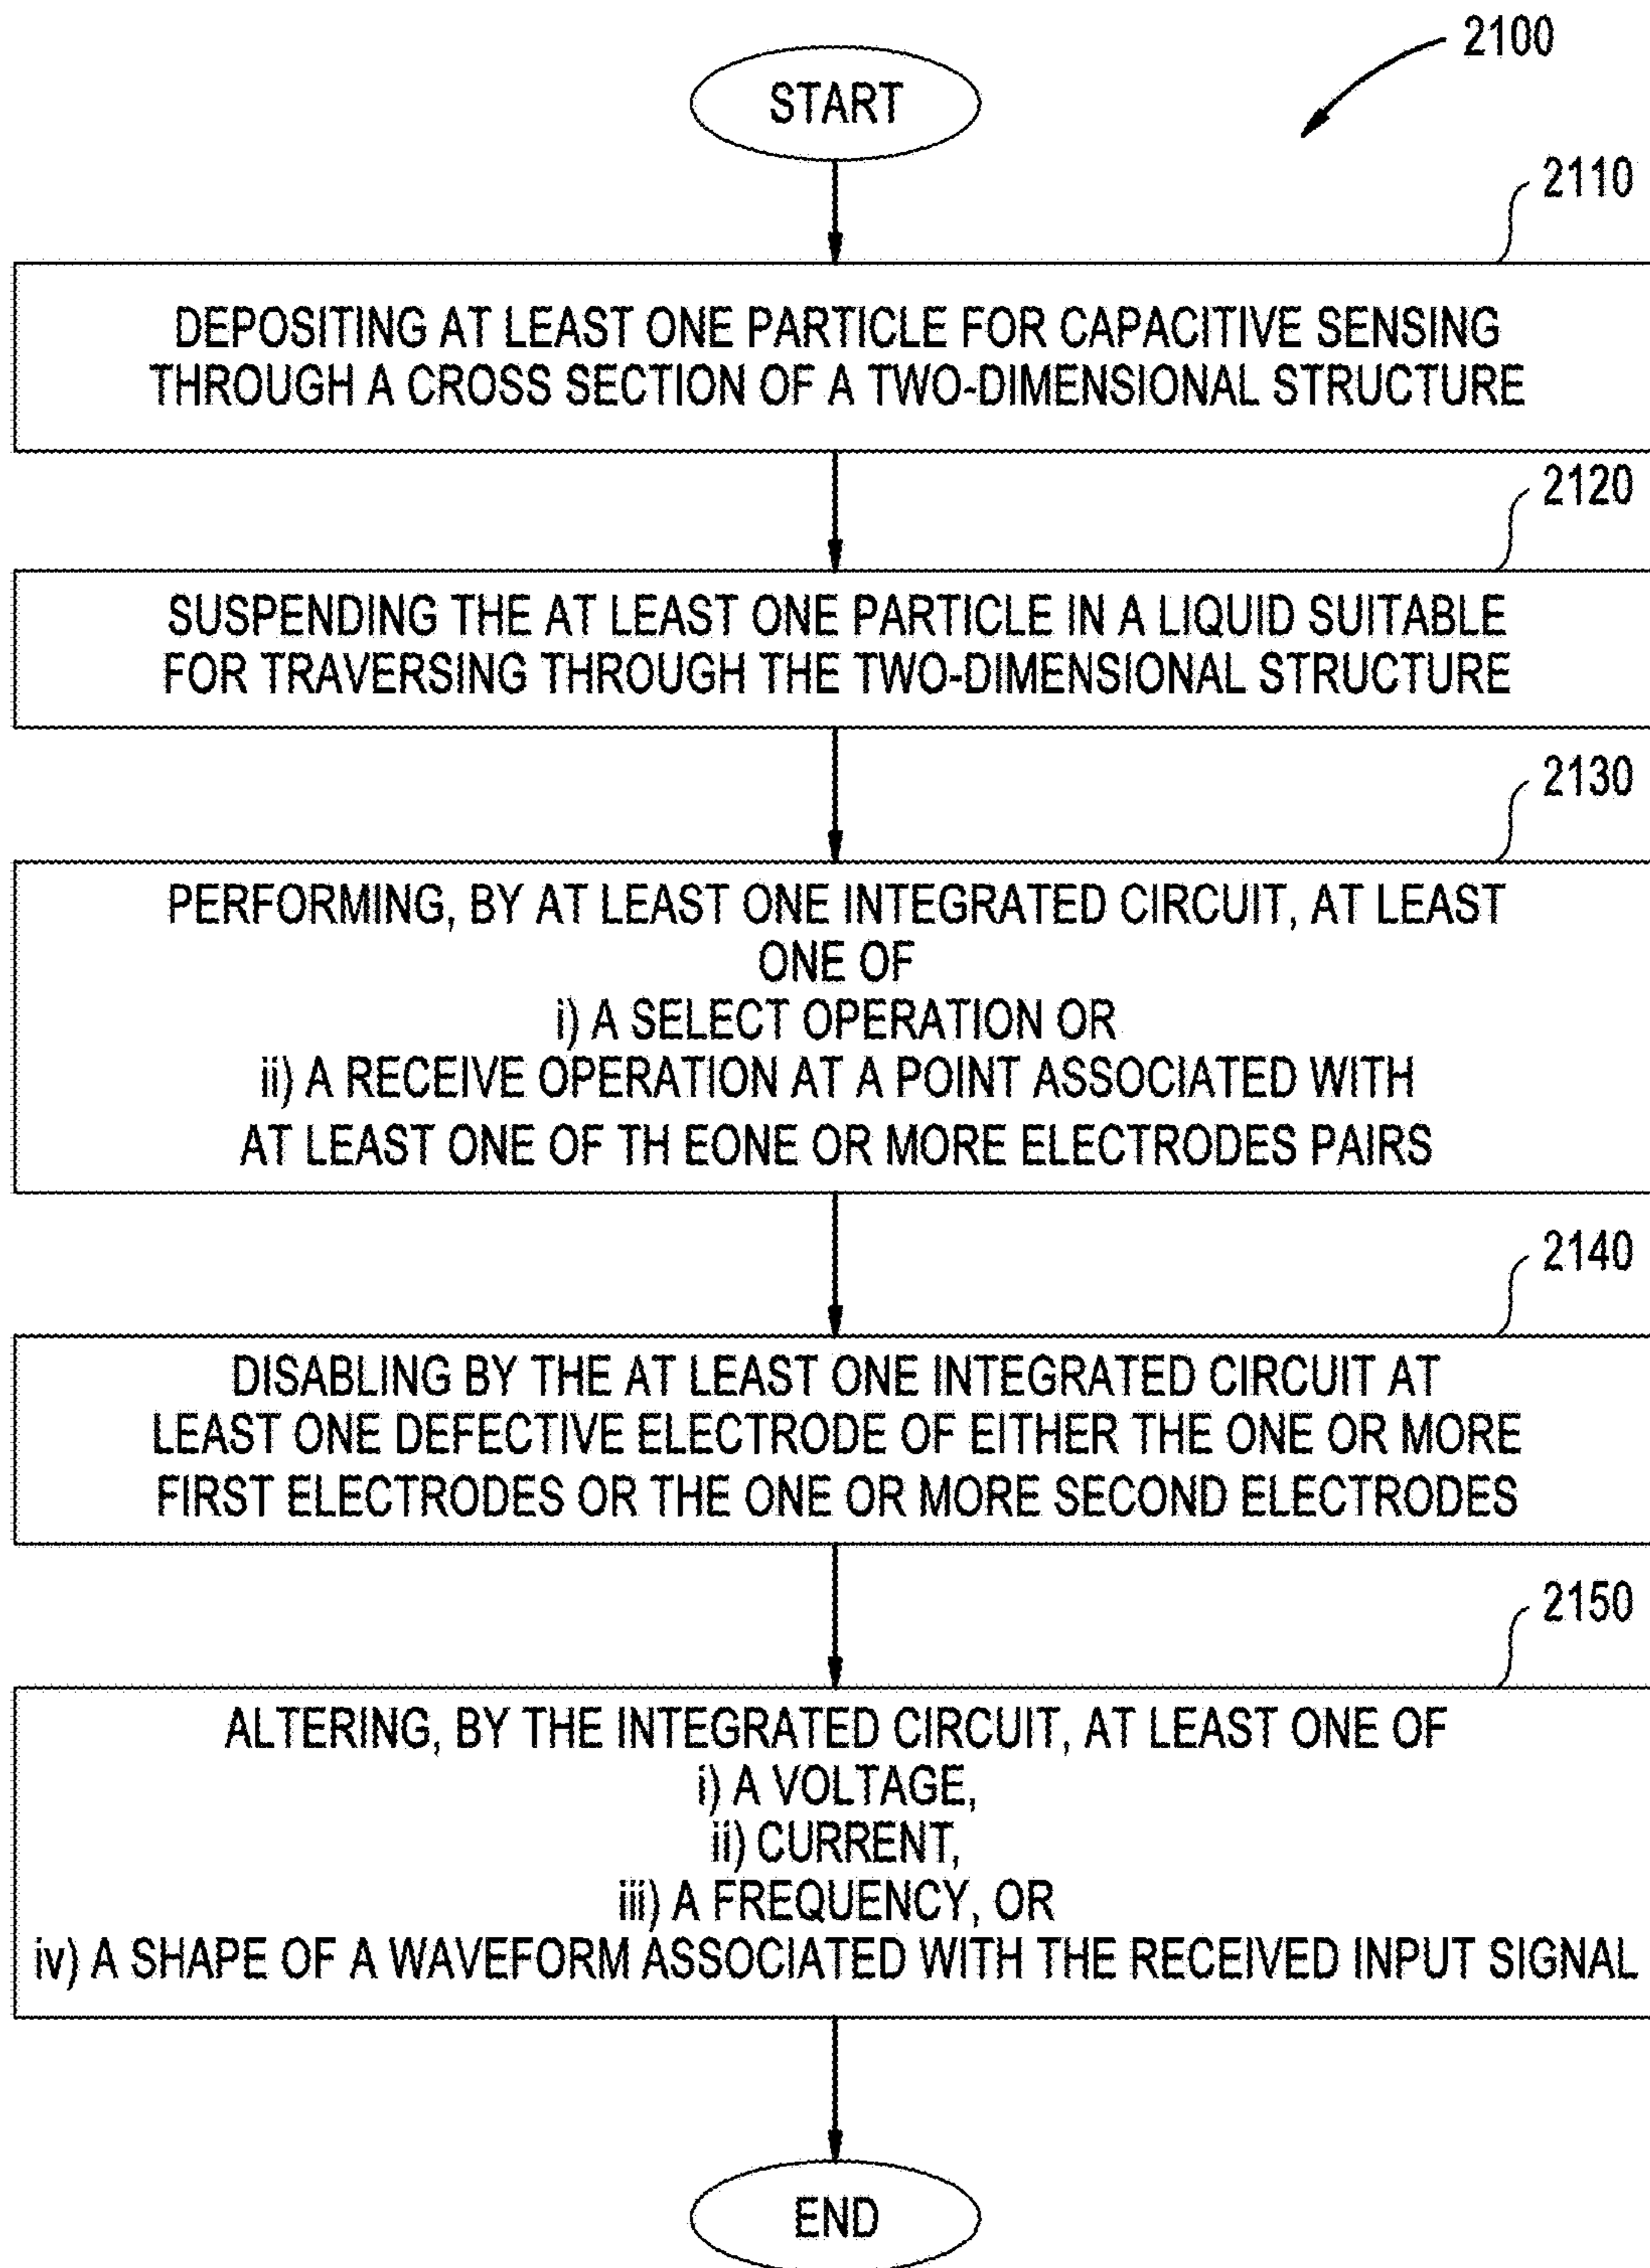 2100
START
2110
DEPOSITING AT LEAST ONE PARTICLE FOR CAPACITIVE SENSING
THROUGH A CROSS SECTION OF A TWO-DIMENSIONAL STRUCTURE
2120
SUSPENDING THE AT LEAST ONE PARTICLE IN A LIQUID SUITABLE
FOR TRAVERSING THROUGH THE TWO-DIMENSIONAL STRUCTURE
2130
PERFORMING, BY AT LEAST ONE INTEGRATED CIRCUIT, AT LEAST
ONE OF
i) A SELECT OPERATION OR
ii) A RECEIVE OPERATION AT A POINT ASSOCIATED WITH
AT LEAST ONE OF TH EONE OR MORE ELECTRODES PAIRS
2140
DISABLING BY THE AT LEAST ONE INTEGRATED CIRCUIT AT
LEAST ONE DEFECTIVE ELECTRODE OF EITHER THE ONE OR MORE
FIRST ELECTRODES OR THE ONE OR MORE SECOND ELECTRODES
2150
ALTERING, BY THE INTEGRATED CIRCUIT, AT LEAST ONE OF
i) A VOLTAGE,
ii) CURRENT,
iii) A FREQUENCY, OR
iv) A SHAPE OF A WAVEFORM ASSOCIATED WITH THE RECEIVED INPUT SIGNAL
END